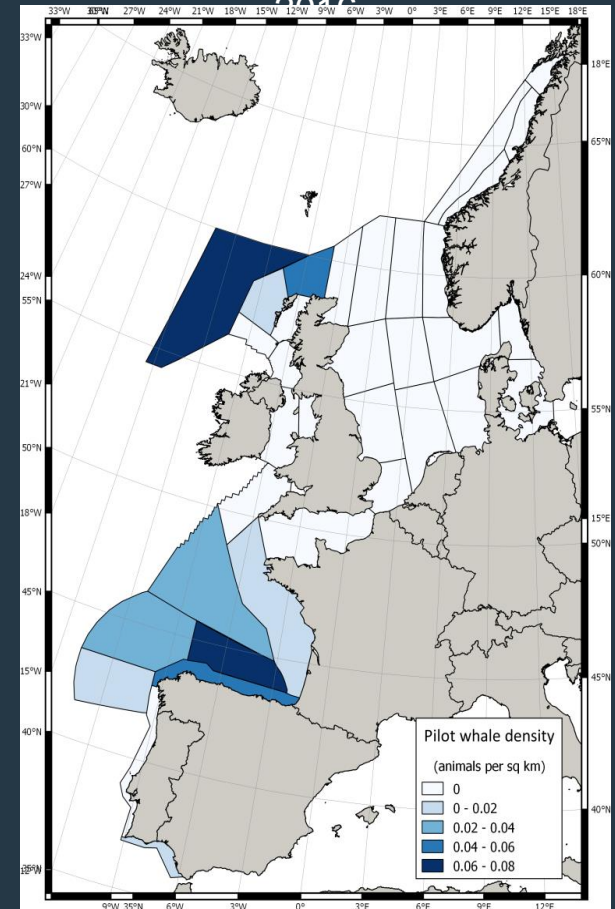 33°W 24°W 21°W 18°W 15°W 12°W 9°W 6°W 3°W 0° 3°E 6°E 9°E 12°E 15°E 18°E
33°W
18°E
30°W
65°N
60°N
27°W
60°N
24°W
55°N
21°W
55°N
50°N
18°W
15°E
50°N
45°N
15°W
45°N
40°N
Pilot whale density
(animals per sq km)
0
0 - 0.02
0.02 - 0.04
0.04 - 0.06
0.06 - 0.08
40°N
9°W 35°N 6°W 3°W 0° 3°E 6°E 9°E 12°E